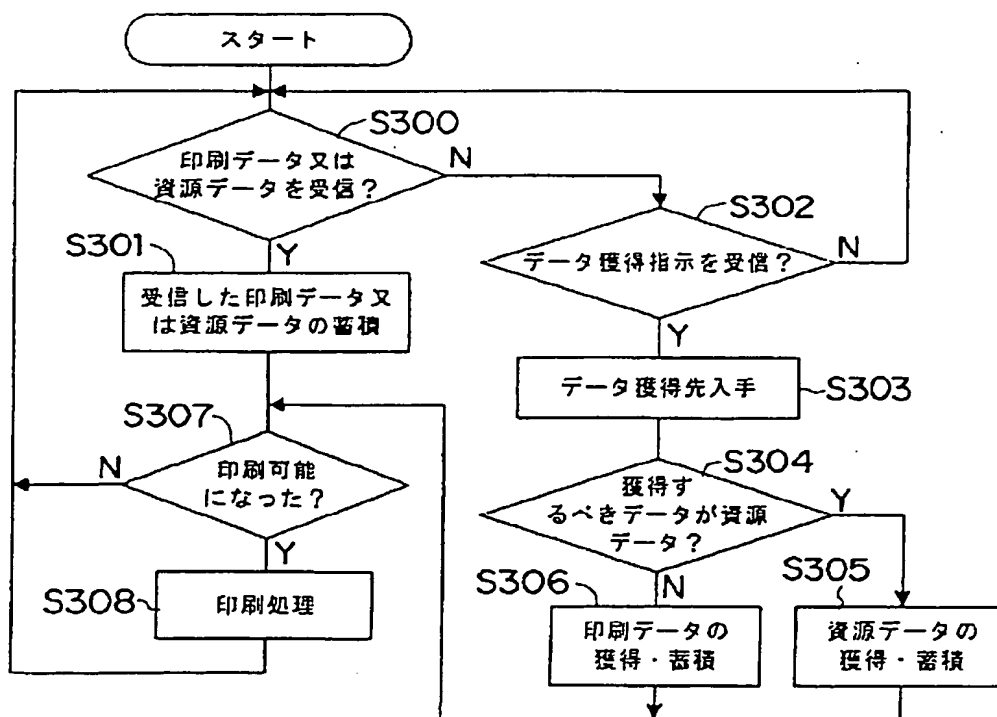 スタート
S300
印刷データ又は
資源データを受信?
N
Y
S301
受信した印刷データ又
は資源データの蓄積
S302
データ獲得指示を受信?
N
Y
データ獲得先入手
S303
S307
印刷可能
になった?
N
Y
S308
印刷処理
S304
獲得す
るべきデータが資源
データ?
Y
N
S306
印刷データの
獲得・蓄積
S305
資源データの
獲得・蓄積